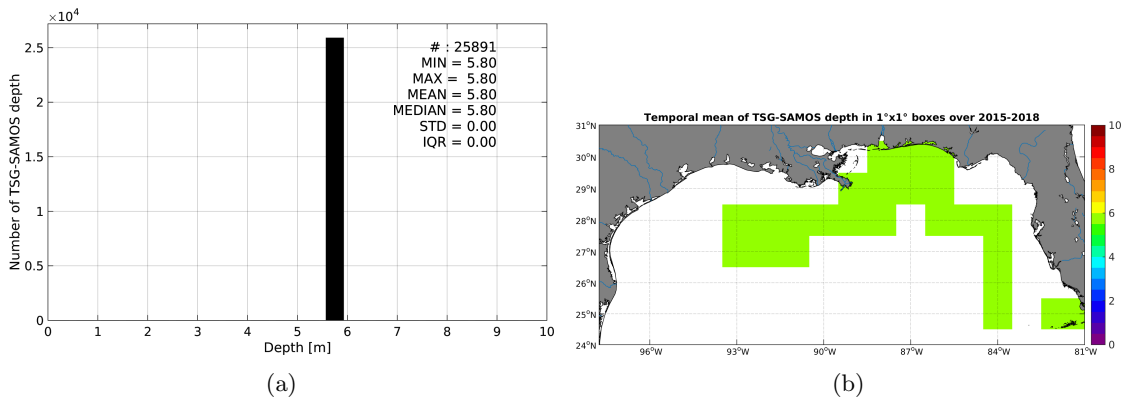 ×10⁴
2.5
2
1.5
1
0.5
0
Number of TSG-SAMOS depth
# : 25891
MIN = 5.80
MAX = 5.80
MEAN = 5.80
MEDIAN = 5.80
STD = 0.00
IQR = 0.00
0 1 2 3 4 5 6 7 8 9 10
Depth [m]
(a)
Temporal mean of TSG-SAMOS depth in 1°x1° boxes over 2015-2018
31°N
30°N
29°N
28°N
27°N
26°N
25°N
24°N
96°W 93°W 90°W 87°W 84°W 81°W
10
8
6
4
2
0
(b)